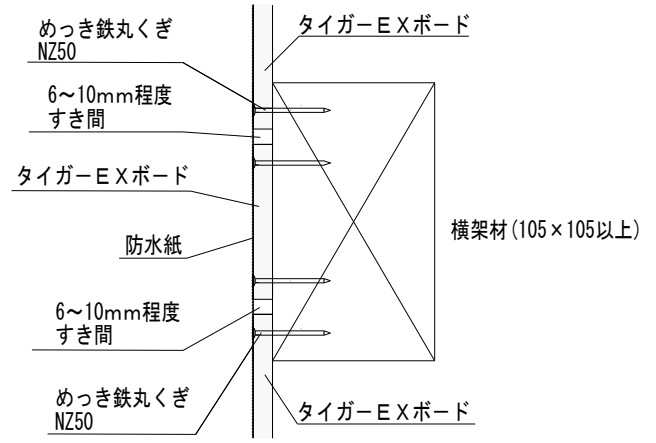 めっき鉄丸くぎ
NZ50
タイガーＥＸボード
6～10mm程度
すき間
タイガーＥＸボード
防水紙
横架材(105×105以上)
6～10mm程度
すき間
めっき鉄丸くぎ
NZ50
タイガーＥＸボード